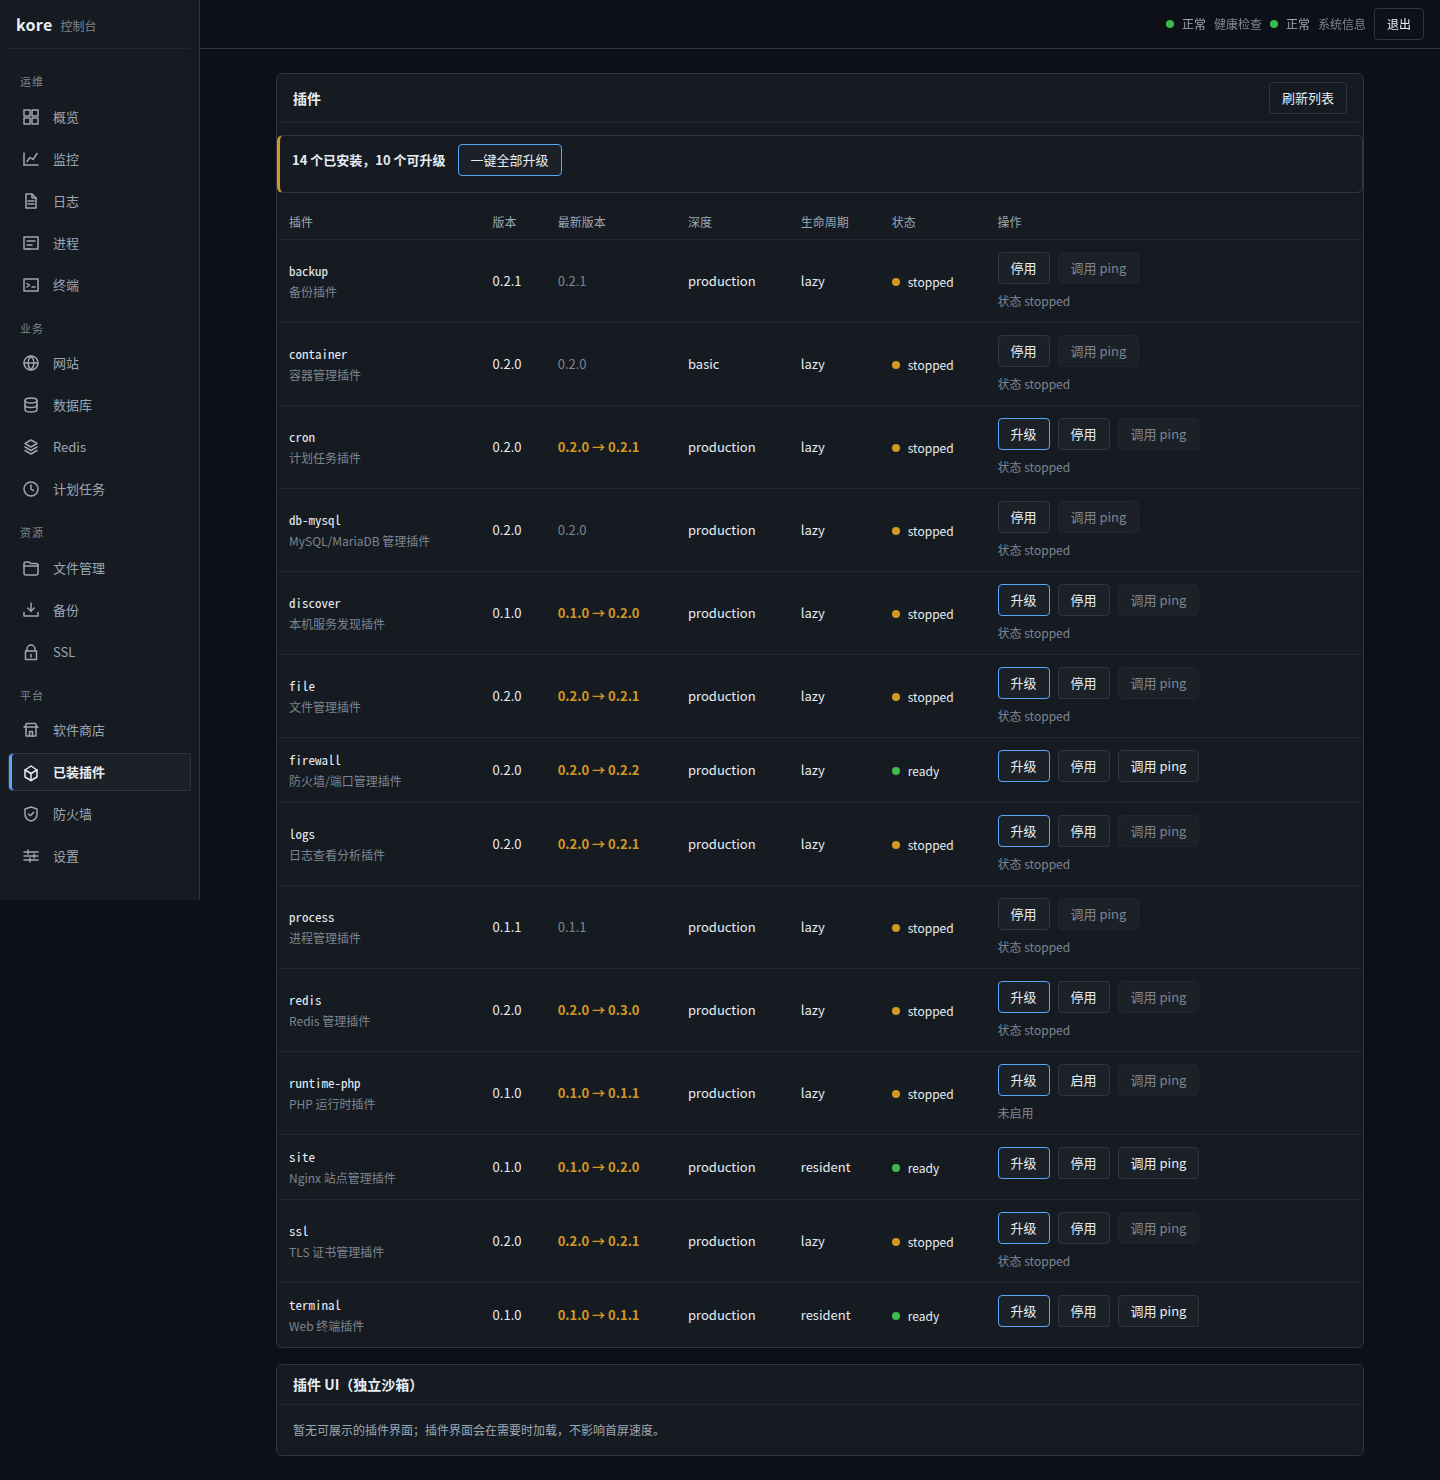 kore 控制台
正常 健康检查 正常 系统信息 退出
运维
概览
监控
日志
进程
终端
业务
网站
数据库
Redis
计划任务
资源
文件管理
备份
SSL
平台
软件商店
已装插件
防火墙
设置
插件 刷新列表
14 个已安装，10 个可升级 一键全部升级
插件 版本 最新版本 深度 生命周期 状态 操作
backup 0.2.1 0.2.1 production lazy stopped 停用 调用 ping
备份插件 状态 stopped
container 0.2.0 0.2.0 basic lazy stopped 停用 调用 ping
容器管理插件 状态 stopped
cron 0.2.0 0.2.0 → 0.2.1 production lazy stopped 升级 停用 调用 ping
计划任务插件 状态 stopped
db-mysql 0.2.0 0.2.0 production lazy stopped 停用 调用 ping
MySQL/MariaDB 管理插件 状态 stopped
discover 0.1.0 0.1.0 → 0.2.0 production lazy stopped 升级 停用 调用 ping
本机服务发现插件 状态 stopped
file 0.2.0 0.2.0 → 0.2.1 production lazy stopped 升级 停用 调用 ping
文件管理插件 状态 stopped
firewall 0.2.0 0.2.0 → 0.2.2 production lazy ready 升级 停用 调用 ping
防火墙/端口管理插件
logs 0.2.0 0.2.0 → 0.2.1 production lazy stopped 升级 停用 调用 ping
日志查看分析插件 状态 stopped
process 0.1.1 0.1.1 production lazy stopped 停用 调用 ping
进程管理插件 状态 stopped
redis 0.2.0 0.2.0 → 0.3.0 production lazy stopped 升级 停用 调用 ping
Redis 管理插件 状态 stopped
runtime-php 0.1.0 0.1.0 → 0.1.1 production lazy stopped 升级 启用 调用 ping
PHP 运行时插件 未启用
site 0.1.0 0.1.0 → 0.2.0 production resident ready 升级 停用 调用 ping
Nginx 站点管理插件
ssl 0.2.0 0.2.0 → 0.2.1 production lazy stopped 升级 停用 调用 ping
TLS 证书管理插件 状态 stopped
terminal 0.1.0 0.1.0 → 0.1.1 production resident ready 升级 停用 调用 ping
Web 终端插件
插件 UI（独立沙箱）
暂无可展示的插件界面；插件界面会在需要时加载，不影响首屏速度。